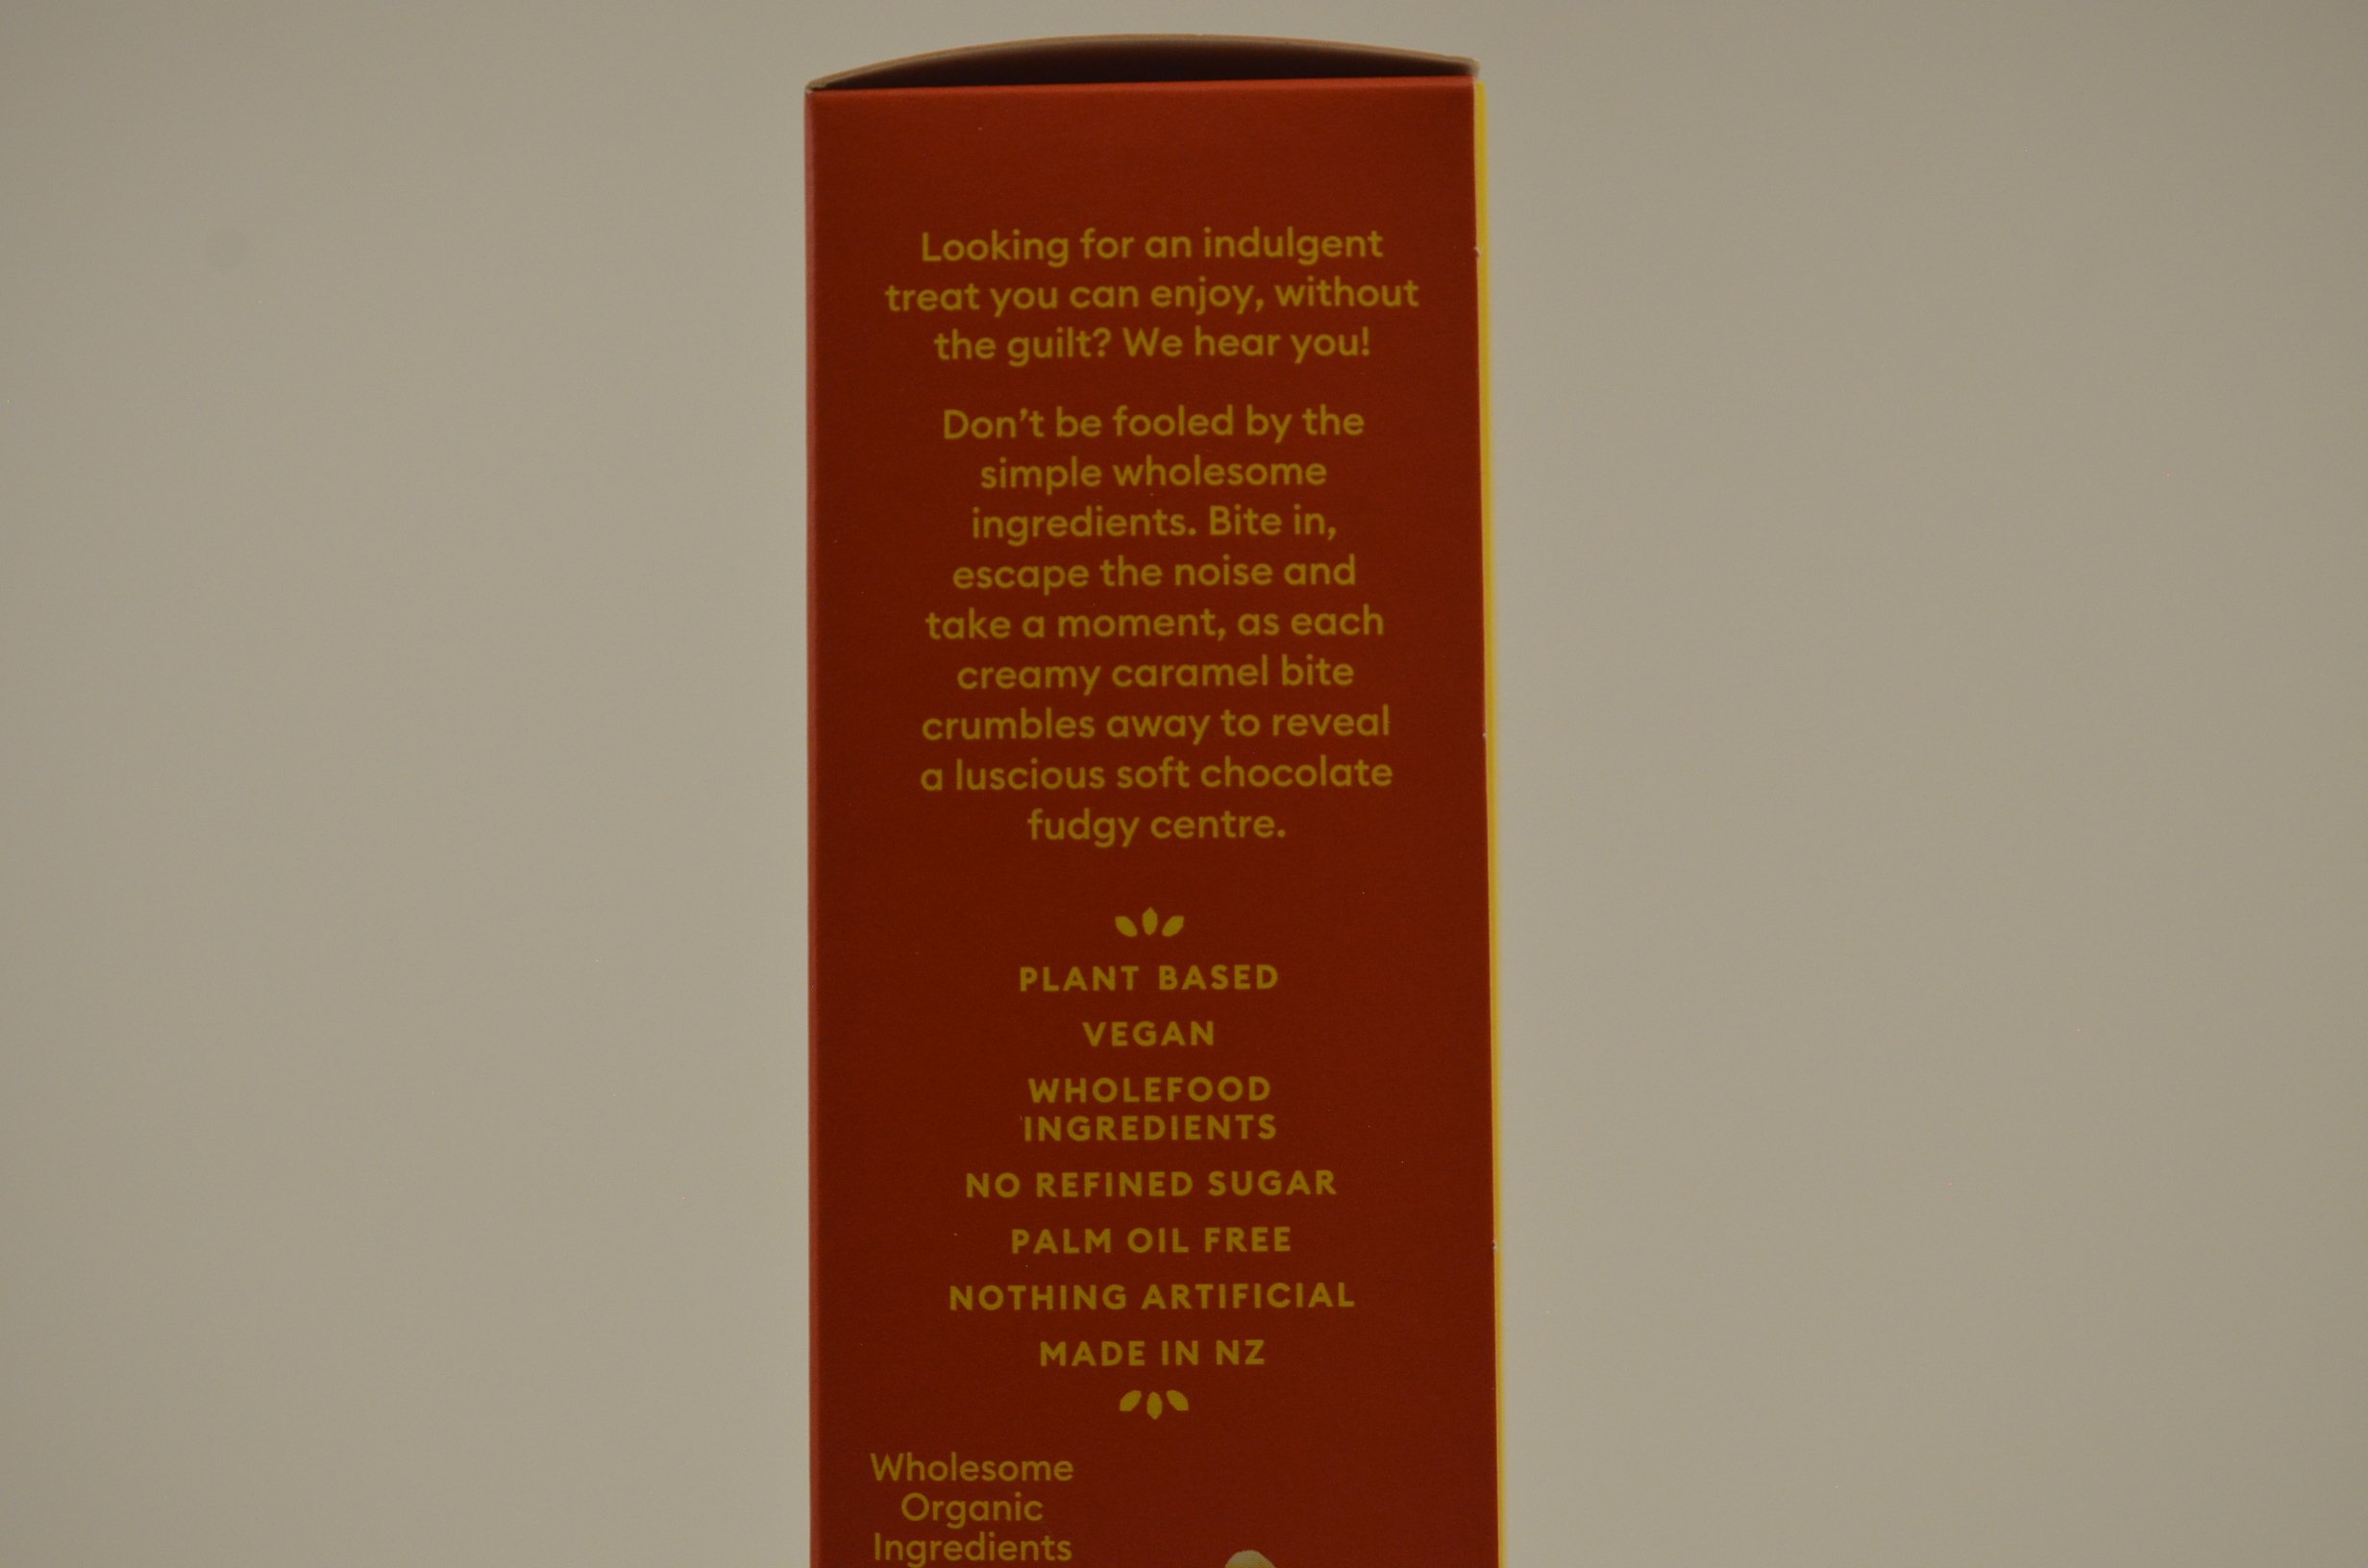 Looking for an indulgent
treat you can enjoy, without
the guilt? We hear you!
Don’t be fooled by the
simple wholesome
ingredients. Bite in,
escape the noise and
take a moment, as each
creamy caramel bite
crumbles away to reveal
a luscious soft chocolate
fudgy centre.
PLANT BASED
VEGAN
WHOLEFOOD
INGREDIENTS
NO REFINED SUGAR
PALM OIL FREE
NOTHING ARTIFICIAL
MADE IN NZ
Wholesome
Organic
Ingredients